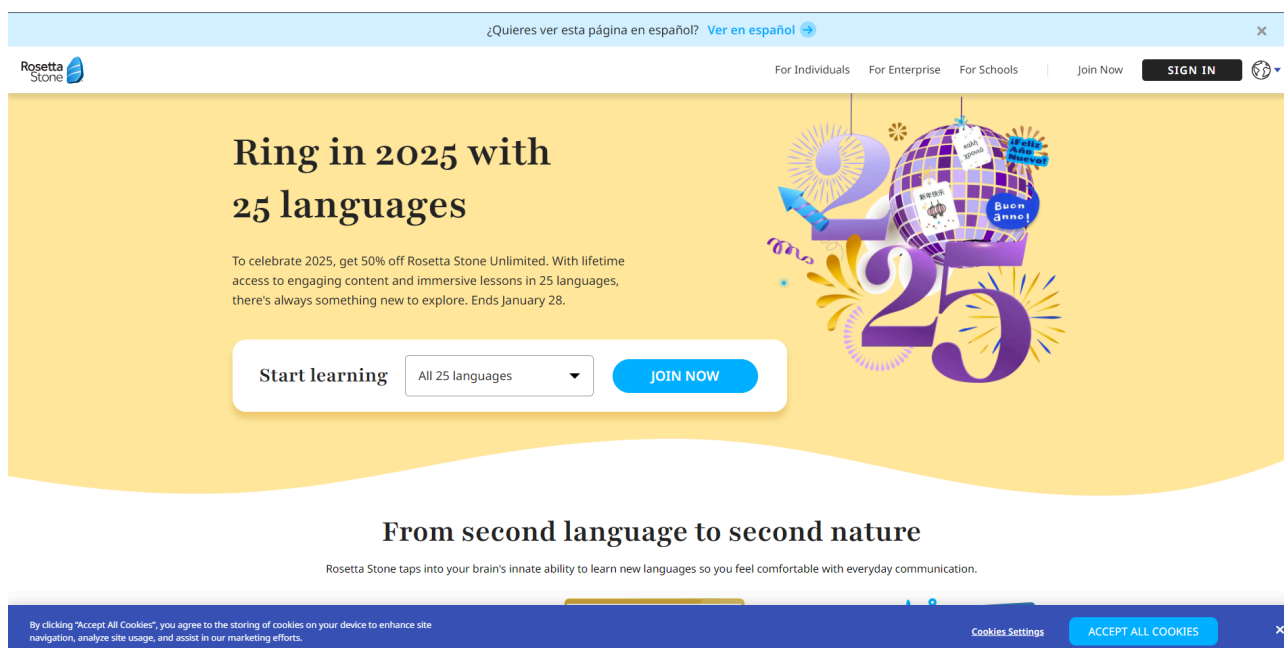 ¿Quieres ver esta página en español? Ver en español
Rosetta
Stone
For Individuals For Enterprise For Schools Join Now SIGN IN
Ring in 2025 with
25 languages
To celebrate 2025, get 50% off Rosetta Stone Unlimited. With lifetime
access to engaging content and immersive lessons in 25 languages,
there's always something new to explore. Ends January 28.
καλή
χρονιά
¡Feliz
Año
Nuevo!
新年快乐
Buon
anno!
2025
Start learning All 25 languages JOIN NOW
From second language to second nature
Rosetta Stone taps into your brain's innate ability to learn new languages so you feel comfortable with everyday communication.
By clicking “Accept All Cookies”, you agree to the storing of cookies on your device to enhance site
navigation, analyze site usage, and assist in our marketing efforts.
Cookies Settings ACCEPT ALL COOKIES